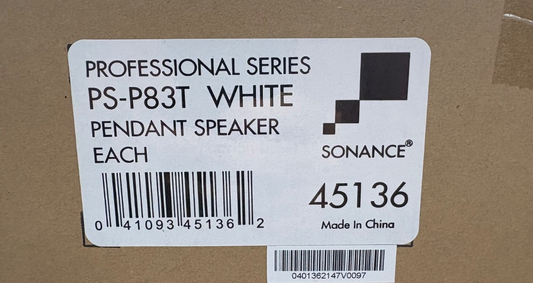 PROFESSIONAL SERIES
PS-P83T WHITE
PENDANT SPEAKER
EACH
SONANCE®
45136
Made In China
0 41093 45136 2
0401362147V0097